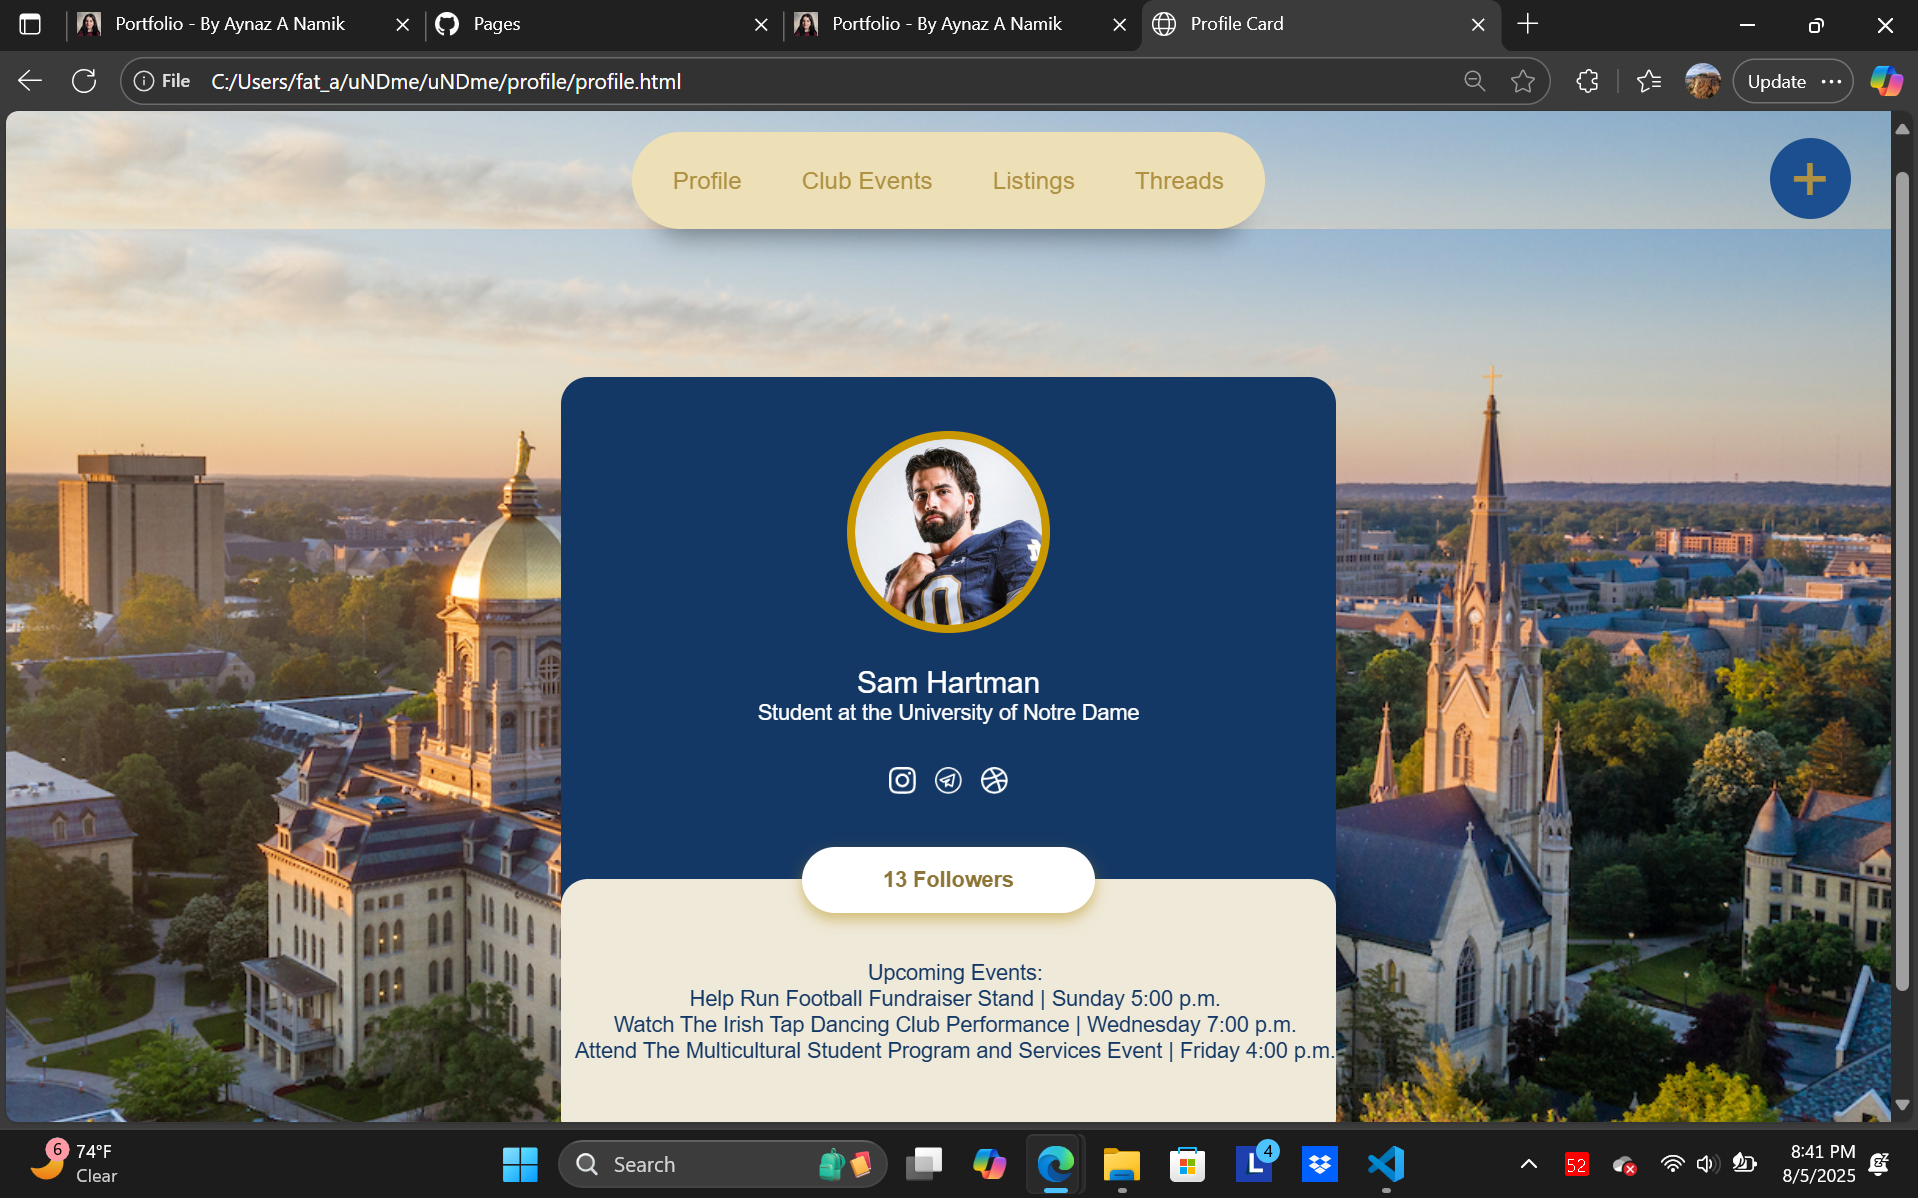 Portfolio - By Aynaz A Namik
Pages
Portfolio - By Aynaz A Namik
Profile Card
File C:/Users/fat_a/uNDme/uNDme/profile/profile.html
Update
Profile Club Events Listings Threads
+
10
Sam Hartman
Student at the University of Notre Dame
13 Followers
Upcoming Events:
Help Run Football Fundraiser Stand | Sunday 5:00 p.m.
Watch The Irish Tap Dancing Club Performance | Wednesday 7:00 p.m.
Attend The Multicultural Student Program and Services Event | Friday 4:00 p.m.
6
74°F
Clear
Search
L
4
52
8:41 PM
8/5/2025